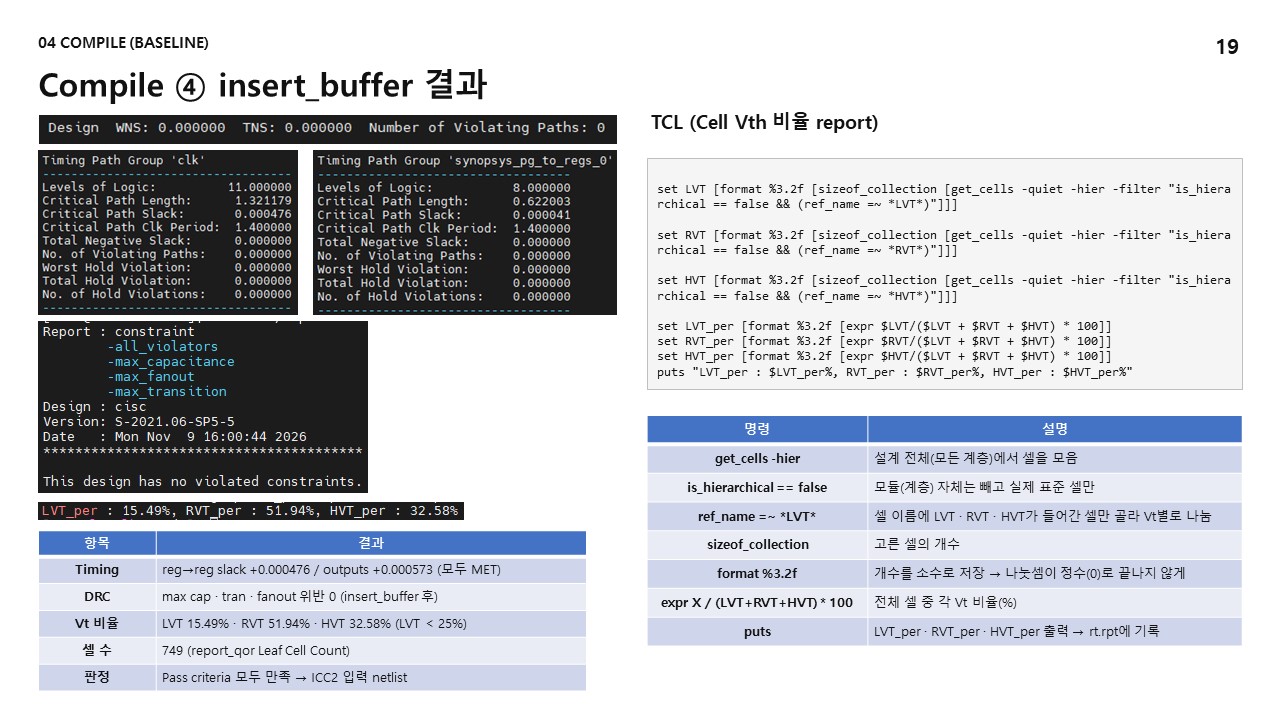 04 COMPILE (BASELINE)
19
Compile ④ insert_buffer 결과
Design  WNS: 0.000000  TNS: 0.000000  Number of Violating Paths: 0
Timing Path Group 'clk'
-----------------------------------
Levels of Logic: 11.000000
Critical Path Length: 1.321179
Critical Path Slack: 0.000476
Critical Path Clk Period: 1.400000
Total Negative Slack: 0.000000
No. of Violating Paths: 0.000000
Worst Hold Violation: 0.000000
Total Hold Violation: 0.000000
No. of Hold Violations: 0.000000
-----------------------------------
Timing Path Group 'synopsys_pg_to_regs_0'
-----------------------------------
Levels of Logic: 8.000000
Critical Path Length: 0.622003
Critical Path Slack: 0.000041
Critical Path Clk Period: 1.400000
Total Negative Slack: 0.000000
No. of Violating Paths: 0.000000
Worst Hold Violation: 0.000000
Total Hold Violation: 0.000000
No. of Hold Violations: 0.000000
-----------------------------------
Report : constraint
-all_violators
-max_capacitance
-max_fanout
-max_transition
Design : cisc
Version: S-2021.06-SP5-5
Date   : Mon Nov  9 16:00:44 2026
****************************************
This design has no violated constraints.
LVT_per : 15.49%, RVT_per : 51.94%, HVT_per : 32.58%
항목 결과
Timing reg→reg slack +0.000476 / outputs +0.000573 (모두 MET)
DRC max cap · tran · fanout 위반 0 (insert_buffer 후)
Vt 비율 LVT 15.49% · RVT 51.94% · HVT 32.58% (LVT < 25%)
셀 수 749 (report_qor Leaf Cell Count)
판정 Pass criteria 모두 만족 → ICC2 입력 netlist
TCL (Cell Vth 비율 report)
set LVT [format %3.2f [sizeof_collection [get_cells -quiet -hier -filter "is_hiera
rchical == false && (ref_name =~ *LVT*)"]]]
set RVT [format %3.2f [sizeof_collection [get_cells -quiet -hier -filter "is_hiera
rchical == false && (ref_name =~ *RVT*)"]]]
set HVT [format %3.2f [sizeof_collection [get_cells -quiet -hier -filter "is_hiera
rchical == false && (ref_name =~ *HVT*)"]]]
set LVT_per [format %3.2f [expr $LVT/($LVT + $RVT + $HVT) * 100]]
set RVT_per [format %3.2f [expr $RVT/($LVT + $RVT + $HVT) * 100]]
set HVT_per [format %3.2f [expr $HVT/($LVT + $RVT + $HVT) * 100]]
puts "LVT_per : $LVT_per%, RVT_per : $RVT_per%, HVT_per : $HVT_per%"
명령 설명
get_cells -hier 설계 전체(모든 계층)에서 셀을 모음
is_hierarchical == false 모듈(계층) 자체는 빼고 실제 표준 셀만
ref_name =~ *LVT* 셀 이름에 LVT · RVT · HVT가 들어간 셀만 골라 Vt별로 나눔
sizeof_collection 고른 셀의 개수
format %3.2f 개수를 소수로 저장 → 나눗셈이 정수(0)로 끝나지 않게
expr X / (LVT+RVT+HVT) * 100 전체 셀 중 각 Vt 비율(%)
puts LVT_per · RVT_per · HVT_per 출력 → rt.rpt에 기록